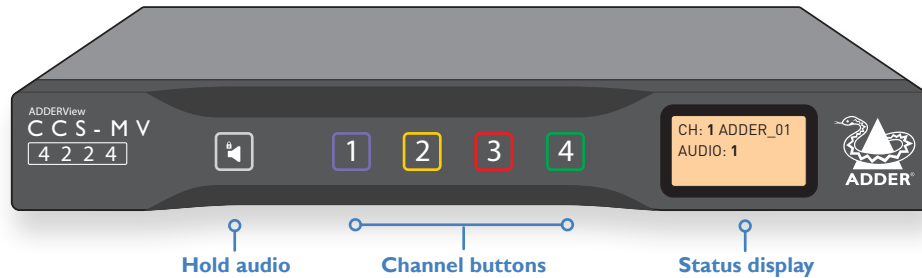 ADDERView
CCS-MV
4224
1
2
3
4
CH: 1 ADDER_01
AUDIO: 1
ADDER®
Hold audio
Channel buttons
Status display